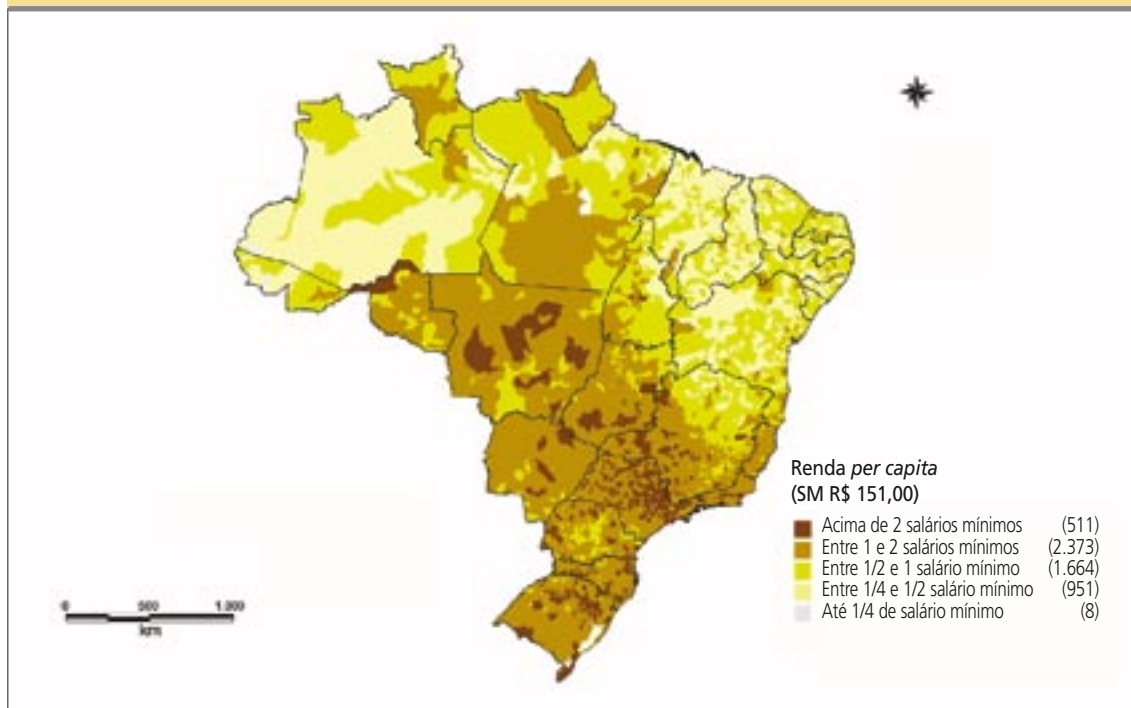 Renda per capita
(SM R$ 151,00)
Acima de 2 salários mínimos (511)
Entre 1 e 2 salários mínimos (2.373)
Entre 1/2 e 1 salário mínimo (1.664)
Entre 1/4 e 1/2 salário mínimo (951)
Até 1/4 de salário mínimo (8)
0 500 1.000
km